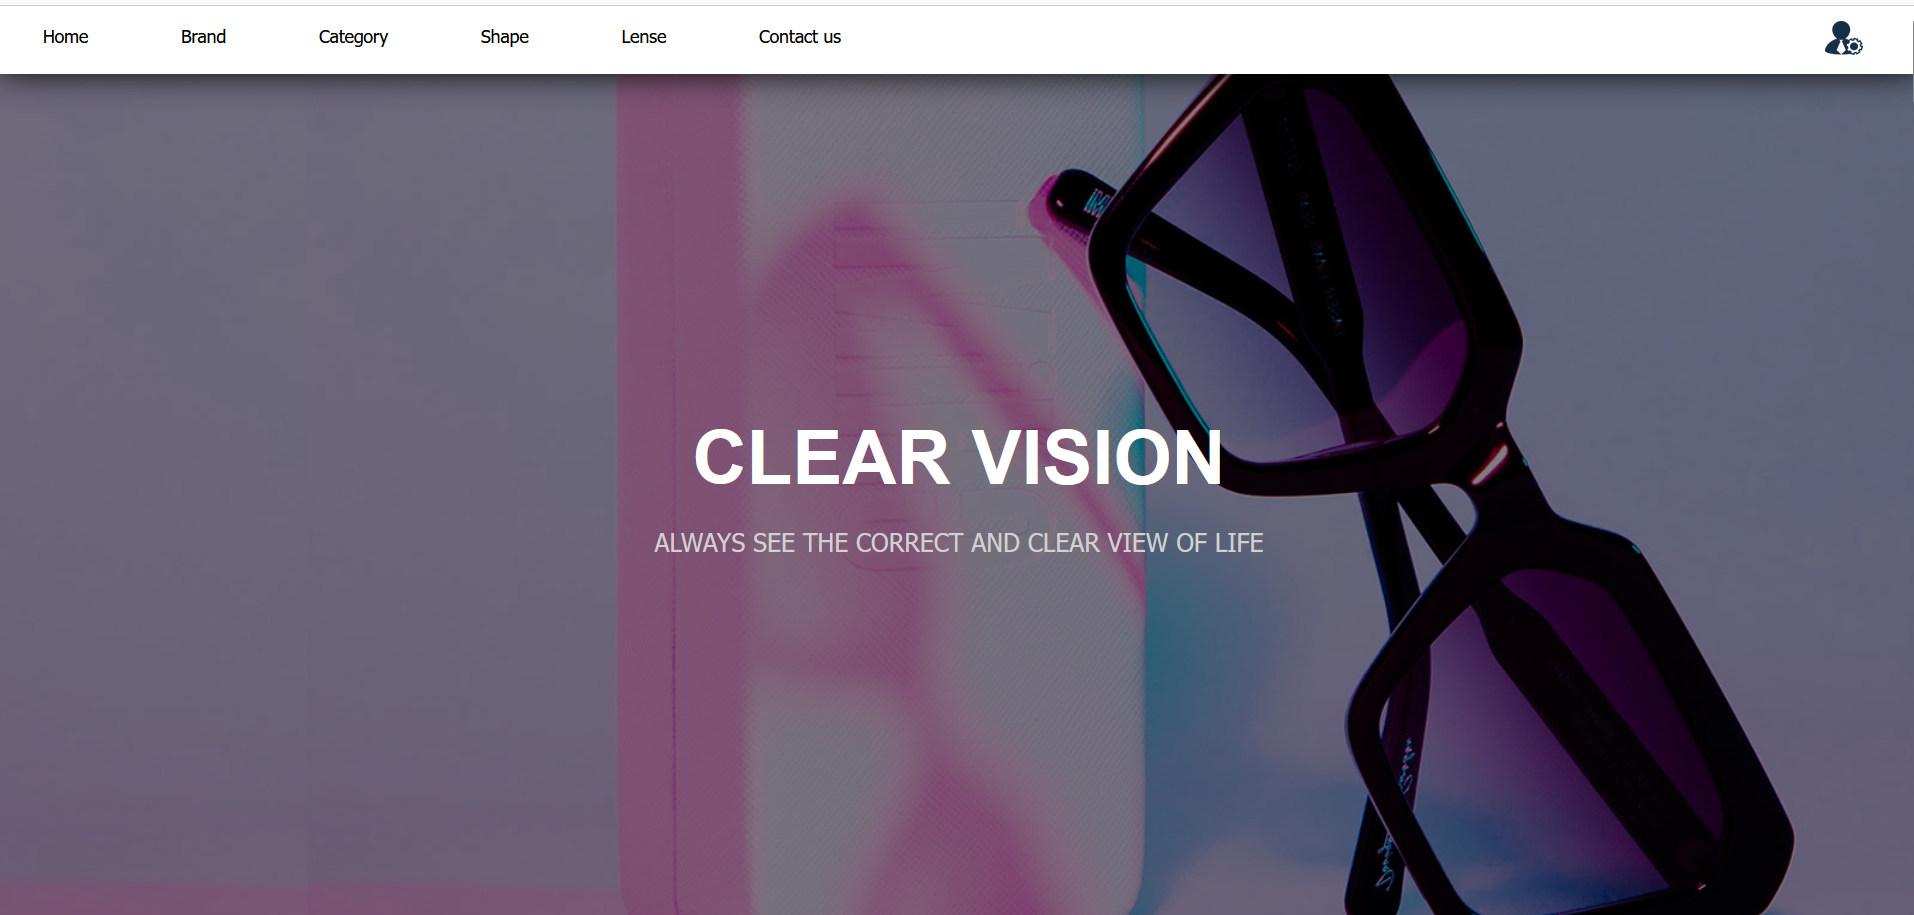 Home Brand Category Shape Lense Contact us
CLEAR VISION
ALWAYS SEE THE CORRECT AND CLEAR VIEW OF LIFE